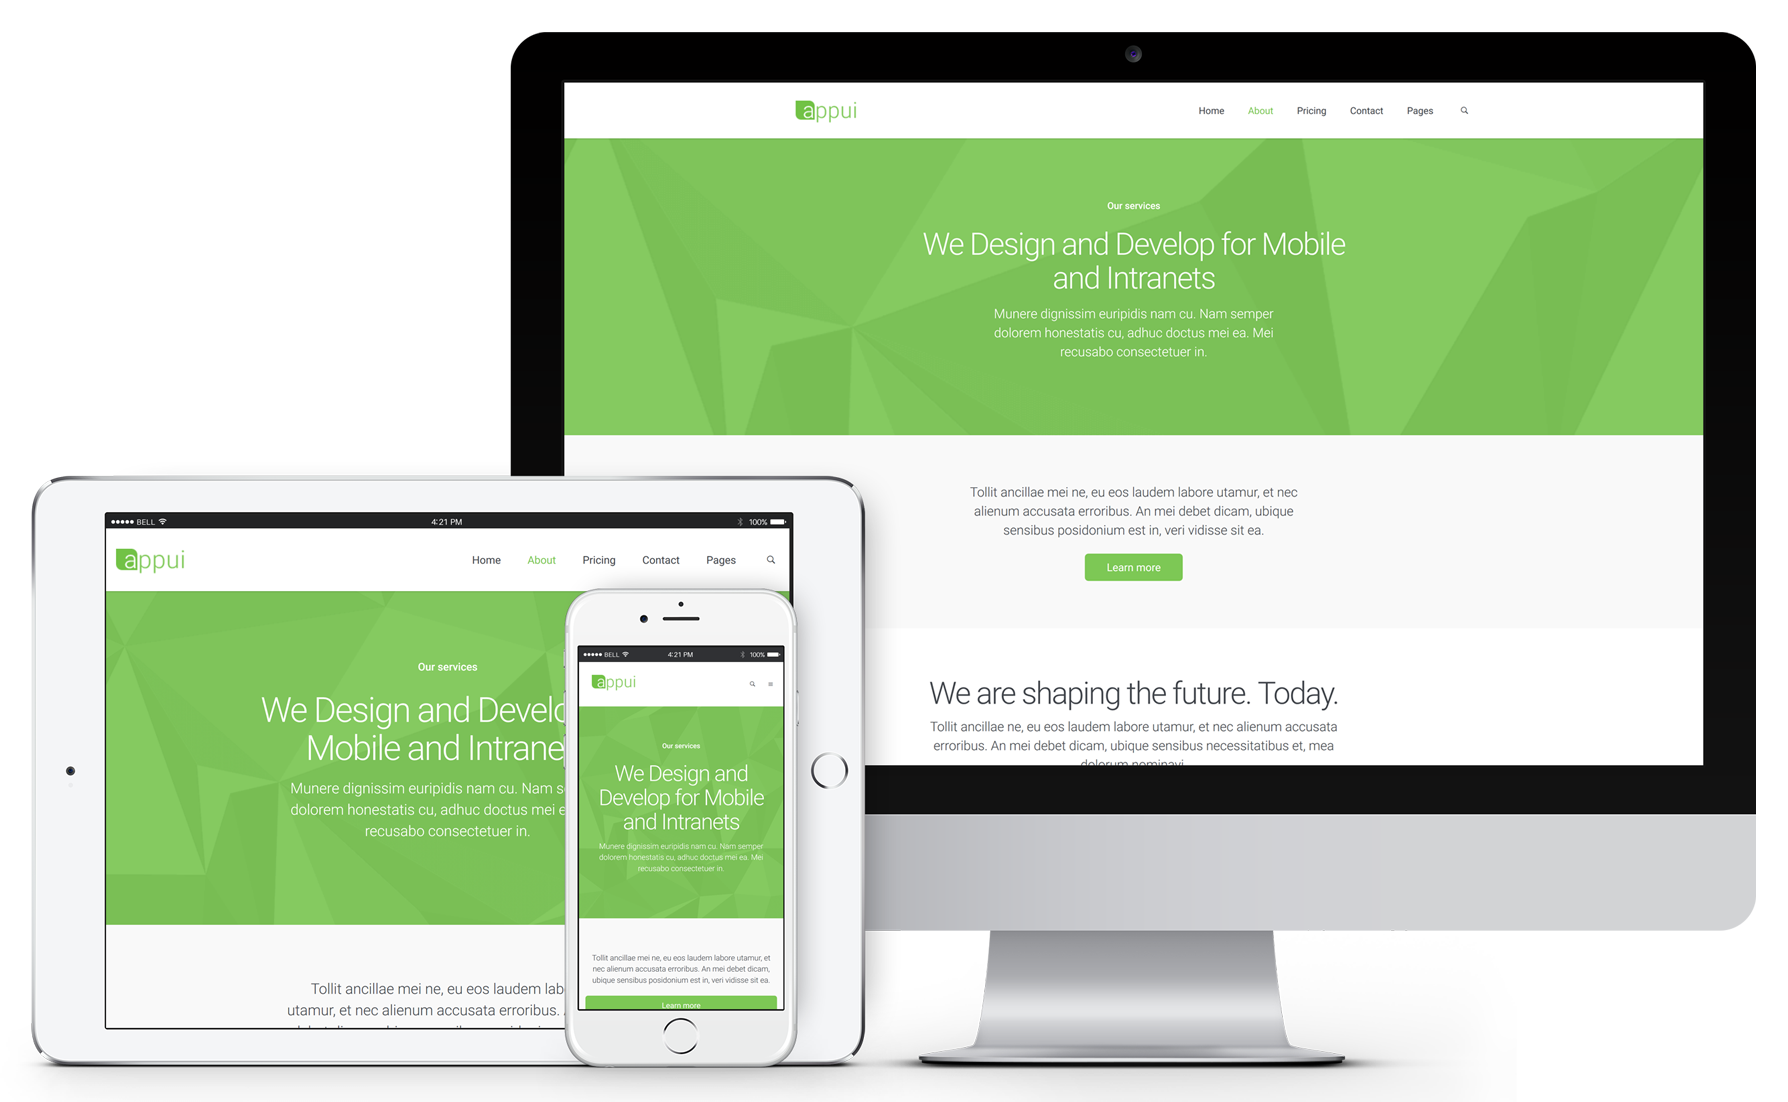 appui
Home About Pricing Contact Pages
Our services
We Design and Develop for Mobile
and Intranets
Munere dignissim euripidis nam cu. Nam semper
dolorem honestatis cu, adhuc doctus mei ea. Mei
recusabo consectetuer in.
Tollit ancillae mei ne, eu eos laudem labore utamur, et nec
alienum accusata erroribus. An mei debet dicam, ubique
sensibus posidonium est in, veri vidisse sit ea.
Learn more
We are shaping the future. Today.
Tollit ancillae ne, eu eos laudem labore utamur, et nec alienum accusata
erroribus. An mei debet dicam, ubique sensibus necessitatibus et, mea
dolorum nominavi
BELL 4:21 PM 100%
appui
Home About Pricing Contact Pages
Our services
We Design and Develo
Mobile and Intrane
Munere dignissim euripidis nam cu. Nam s
dolorem honestatis cu, adhuc doctus mei e
recusabo consectetuer in.
Tollit ancillae mei ne, eu eos laudem lab
utamur, et nec alienum accusata erroribus.
BELL 4:21 PM 100%
appui
Our services
We Design and
Develop for Mobile
and Intranets
Munere dignissim euripidis nam cu. Nam semper
dolorem honestatis cu, adhuc doctus mei ea. Mei
recusabo consectetuer in.
Tollit ancillae mei ne, eu eos laudem labore utamur, et
nec alienum accusata erroribus. An mei debet dicam,
ubique sensibus posidonium est in, veri vidisse sit ea.
Learn more